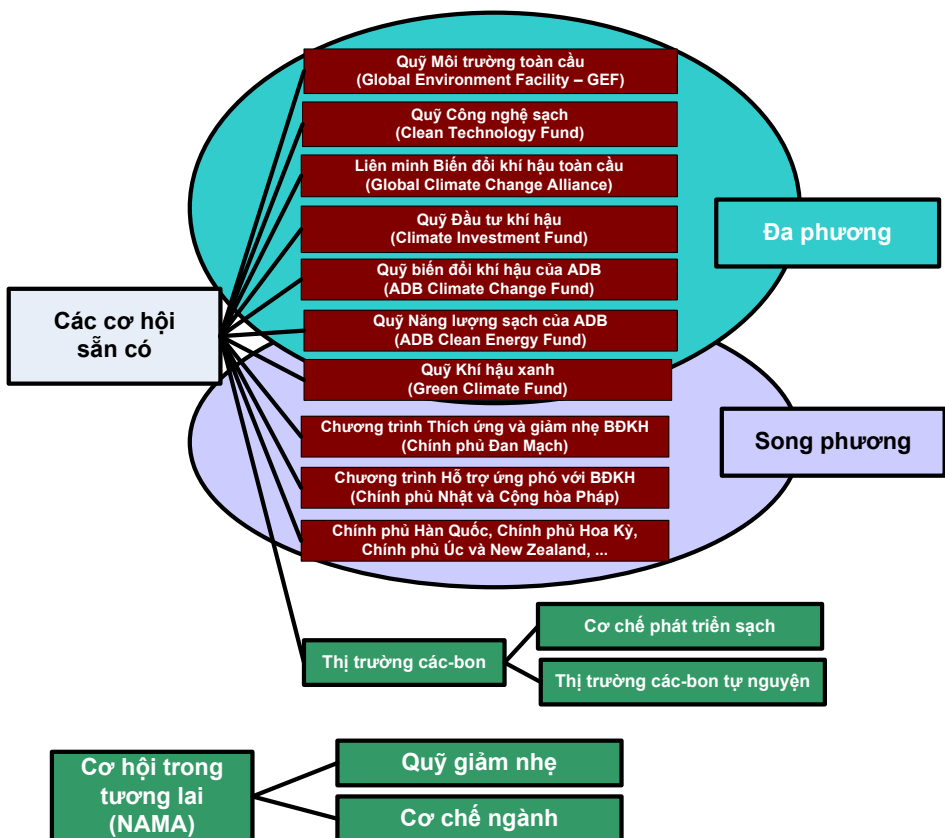 Quỹ Môi trường toàn cầu
(Global Environment Facility – GEF)
Quỹ Công nghệ sạch
(Clean Technology Fund)
Liên minh Biến đổi khí hậu toàn cầu
(Global Climate Change Alliance)
Quỹ Đầu tư khí hậu
(Climate Investment Fund)
Đa phương
Quỹ biến đổi khí hậu của ADB
(ADB Climate Change Fund)
Các cơ hội
sẵn có
Quỹ Năng lượng sạch của ADB
(ADB Clean Energy Fund)
Quỹ Khí hậu xanh
(Green Climate Fund)
Chương trình Thích ứng và giảm nhẹ BĐKH
(Chính phủ Đan Mạch)
Song phương
Chương trình Hỗ trợ ứng phó với BĐKH
(Chính phủ Nhật và Cộng hòa Pháp)
Chính phủ Hàn Quốc, Chính phủ Hoa Kỳ,
Chính phủ Úc và New Zealand, ...
Thị trường các-bon
Cơ chế phát triển sạch
Thị trường các-bon tự nguyện
Cơ hội trong
tương lai
(NAMA)
Quỹ giảm nhẹ
Cơ chế ngành